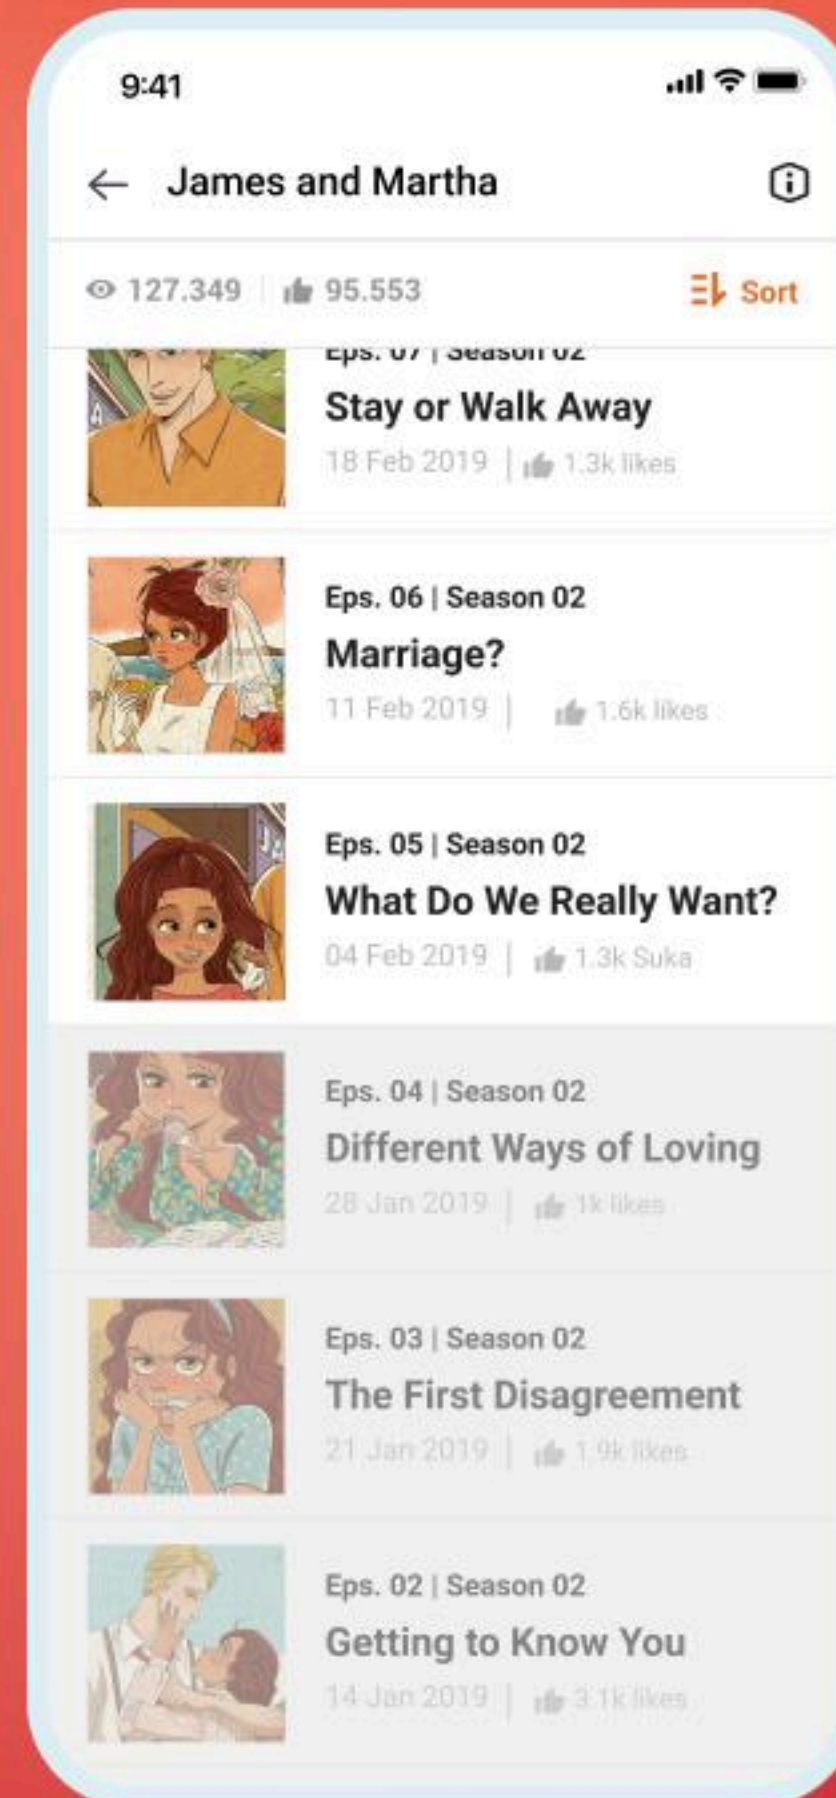 9:41
James and Martha
127.349 95.553 Sort
Eps. 07 | Season 02
Stay or Walk Away
18 Feb 2019 | 1.3k likes
Eps. 06 | Season 02
Marriage?
11 Feb 2019 | 1.6k likes
Eps. 05 | Season 02
What Do We Really Want?
04 Feb 2019 | 1.3k Suka
Eps. 04 | Season 02
Different Ways of Loving
28 Jan 2019 | 1k likes
Eps. 03 | Season 02
The First Disagreement
21 Jan 2019 | 1.9k likes
Eps. 02 | Season 02
Getting to Know You
14 Jan 2019 | 3.1k likes